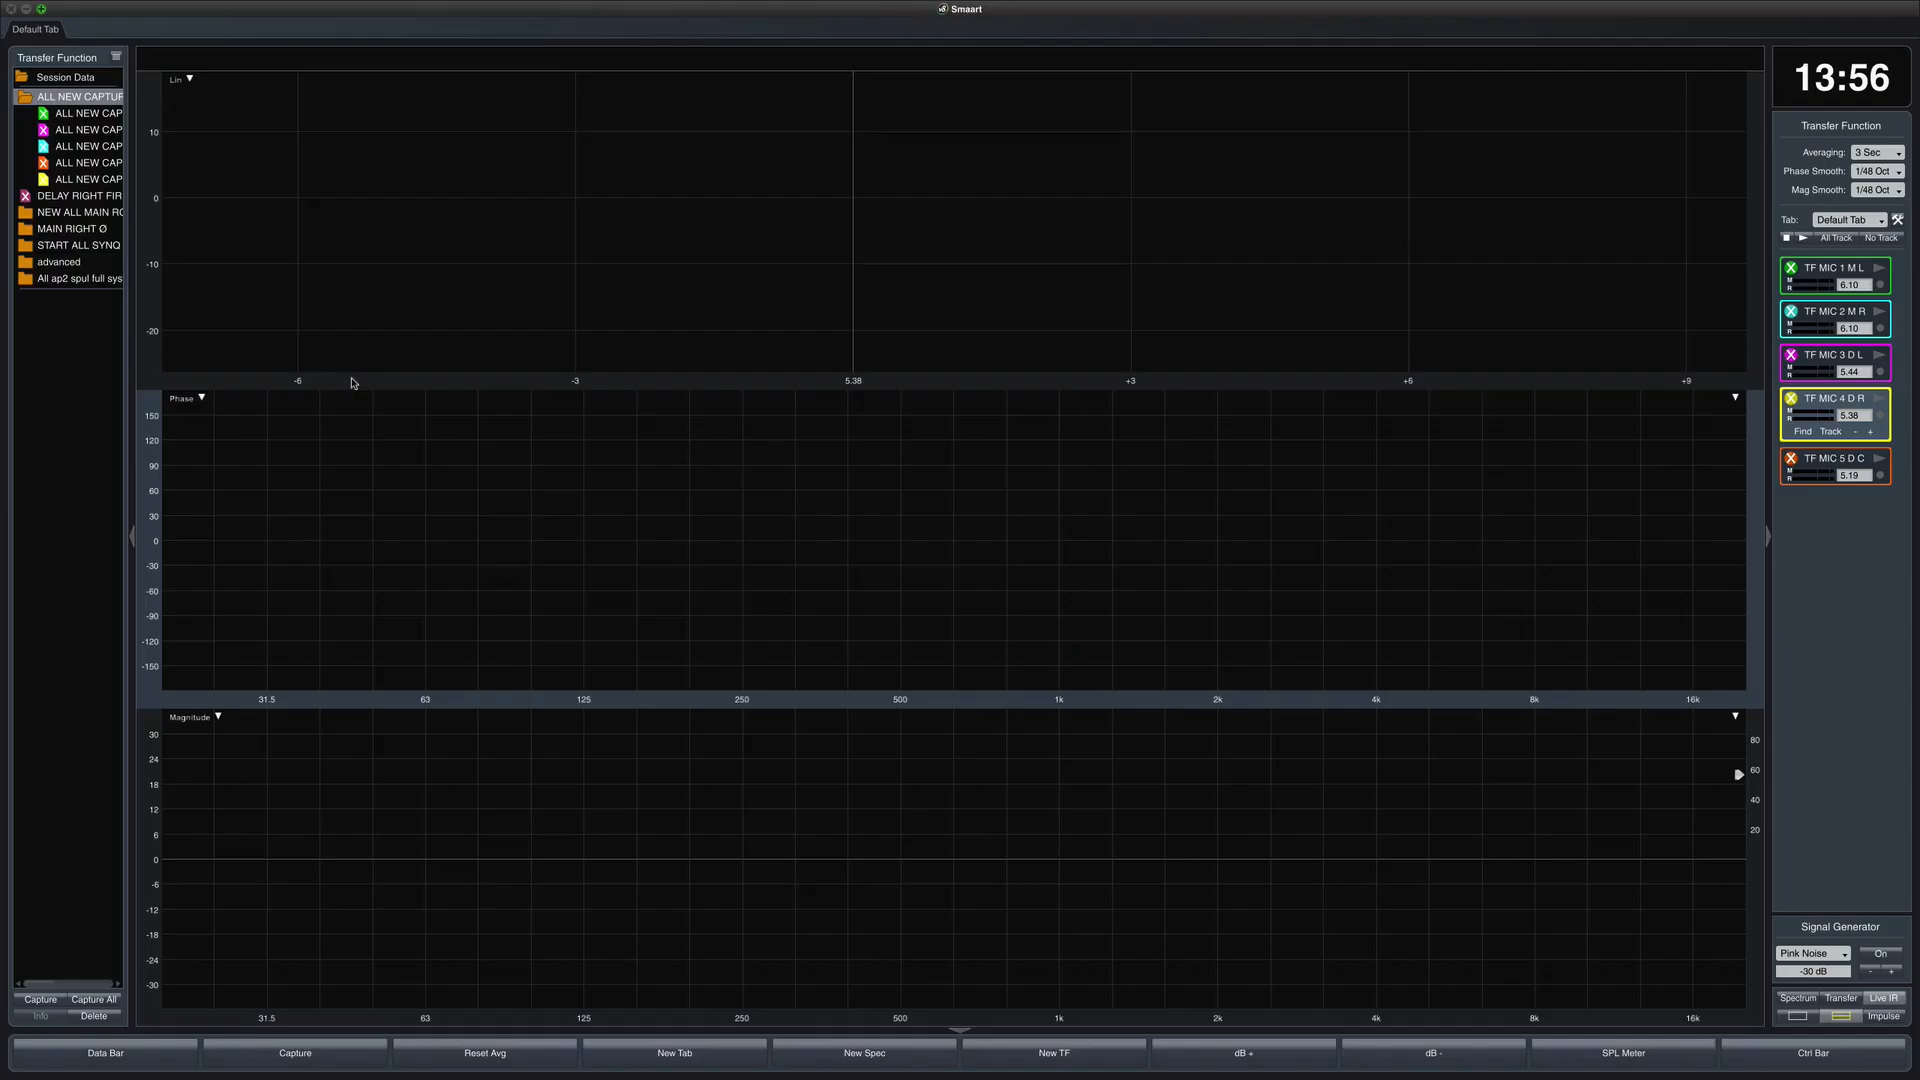 Smaart
Default Tab
Transfer Function
Session Data
ALL NEW CAPTUR
ALL NEW CAP
ALL NEW CAP
ALL NEW CAP
ALL NEW CAP
ALL NEW CAP
DELAY RIGHT FIR
NEW ALL MAIN RO
MAIN RIGHT Ø
START ALL SYNQ
advanced
All ap2 spul full sys
Capture Capture All
Info Delete
Lin
10
0
-10
-20
-6 -3 5.38 +3 +6 +9
Phase
150
120
90
60
30
0
-30
-60
-90
-120
-150
31.5 63 125 250 500 1k 2k 4k 8k 16k
Magnitude
30
24
18
12
6
0
-6
-12
-18
-24
-30
80
60
40
20
31.5 63 125 250 500 1k 2k 4k 8k 16k
13:56
Transfer Function
Averaging: 3 Sec
Phase Smooth: 1/48 Oct
Mag Smooth: 1/48 Oct
Tab: Default Tab
All Track No Track
TF MIC 1 M L
M
R 6.10
TF MIC 2 M R
M
R 6.10
TF MIC 3 D L
M
R 5.44
TF MIC 4 D R
M
R 5.38
Find Track - +
TF MIC 5 D C
M
R 5.19
Signal Generator
Pink Noise On
-30 dB - +
Spectrum Transfer Live IR
Impulse
Data Bar Capture Reset Avg New Tab New Spec New TF dB + dB - SPL Meter Ctrl Bar